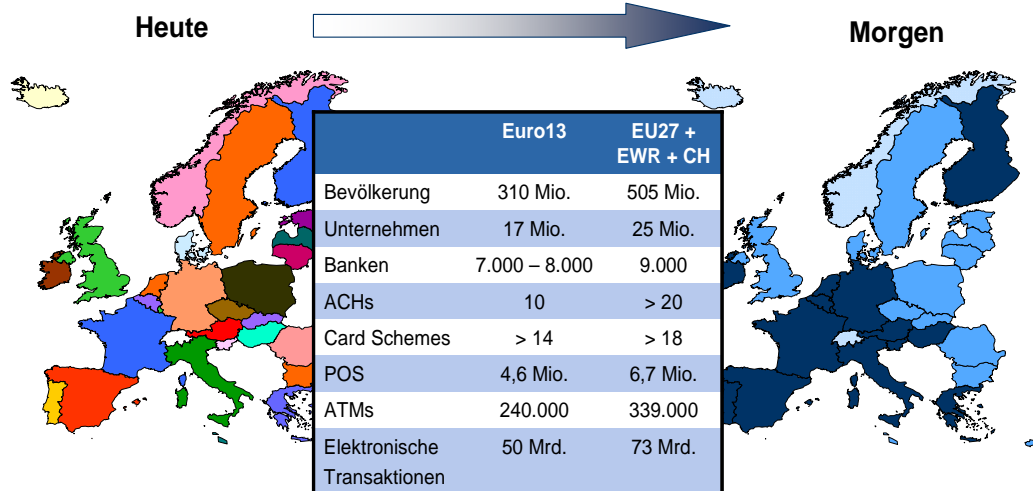 Heute
Morgen
Euro13 EU27 +
EWR + CH
Bevölkerung 310 Mio. 505 Mio.
Unternehmen 17 Mio. 25 Mio.
Banken 7.000 – 8.000 9.000
ACHs 10 > 20
Card Schemes > 14 > 18
POS 4,6 Mio. 6,7 Mio.
ATMs 240.000 339.000
Elektronische 50 Mrd. 73 Mrd.
Transaktionen